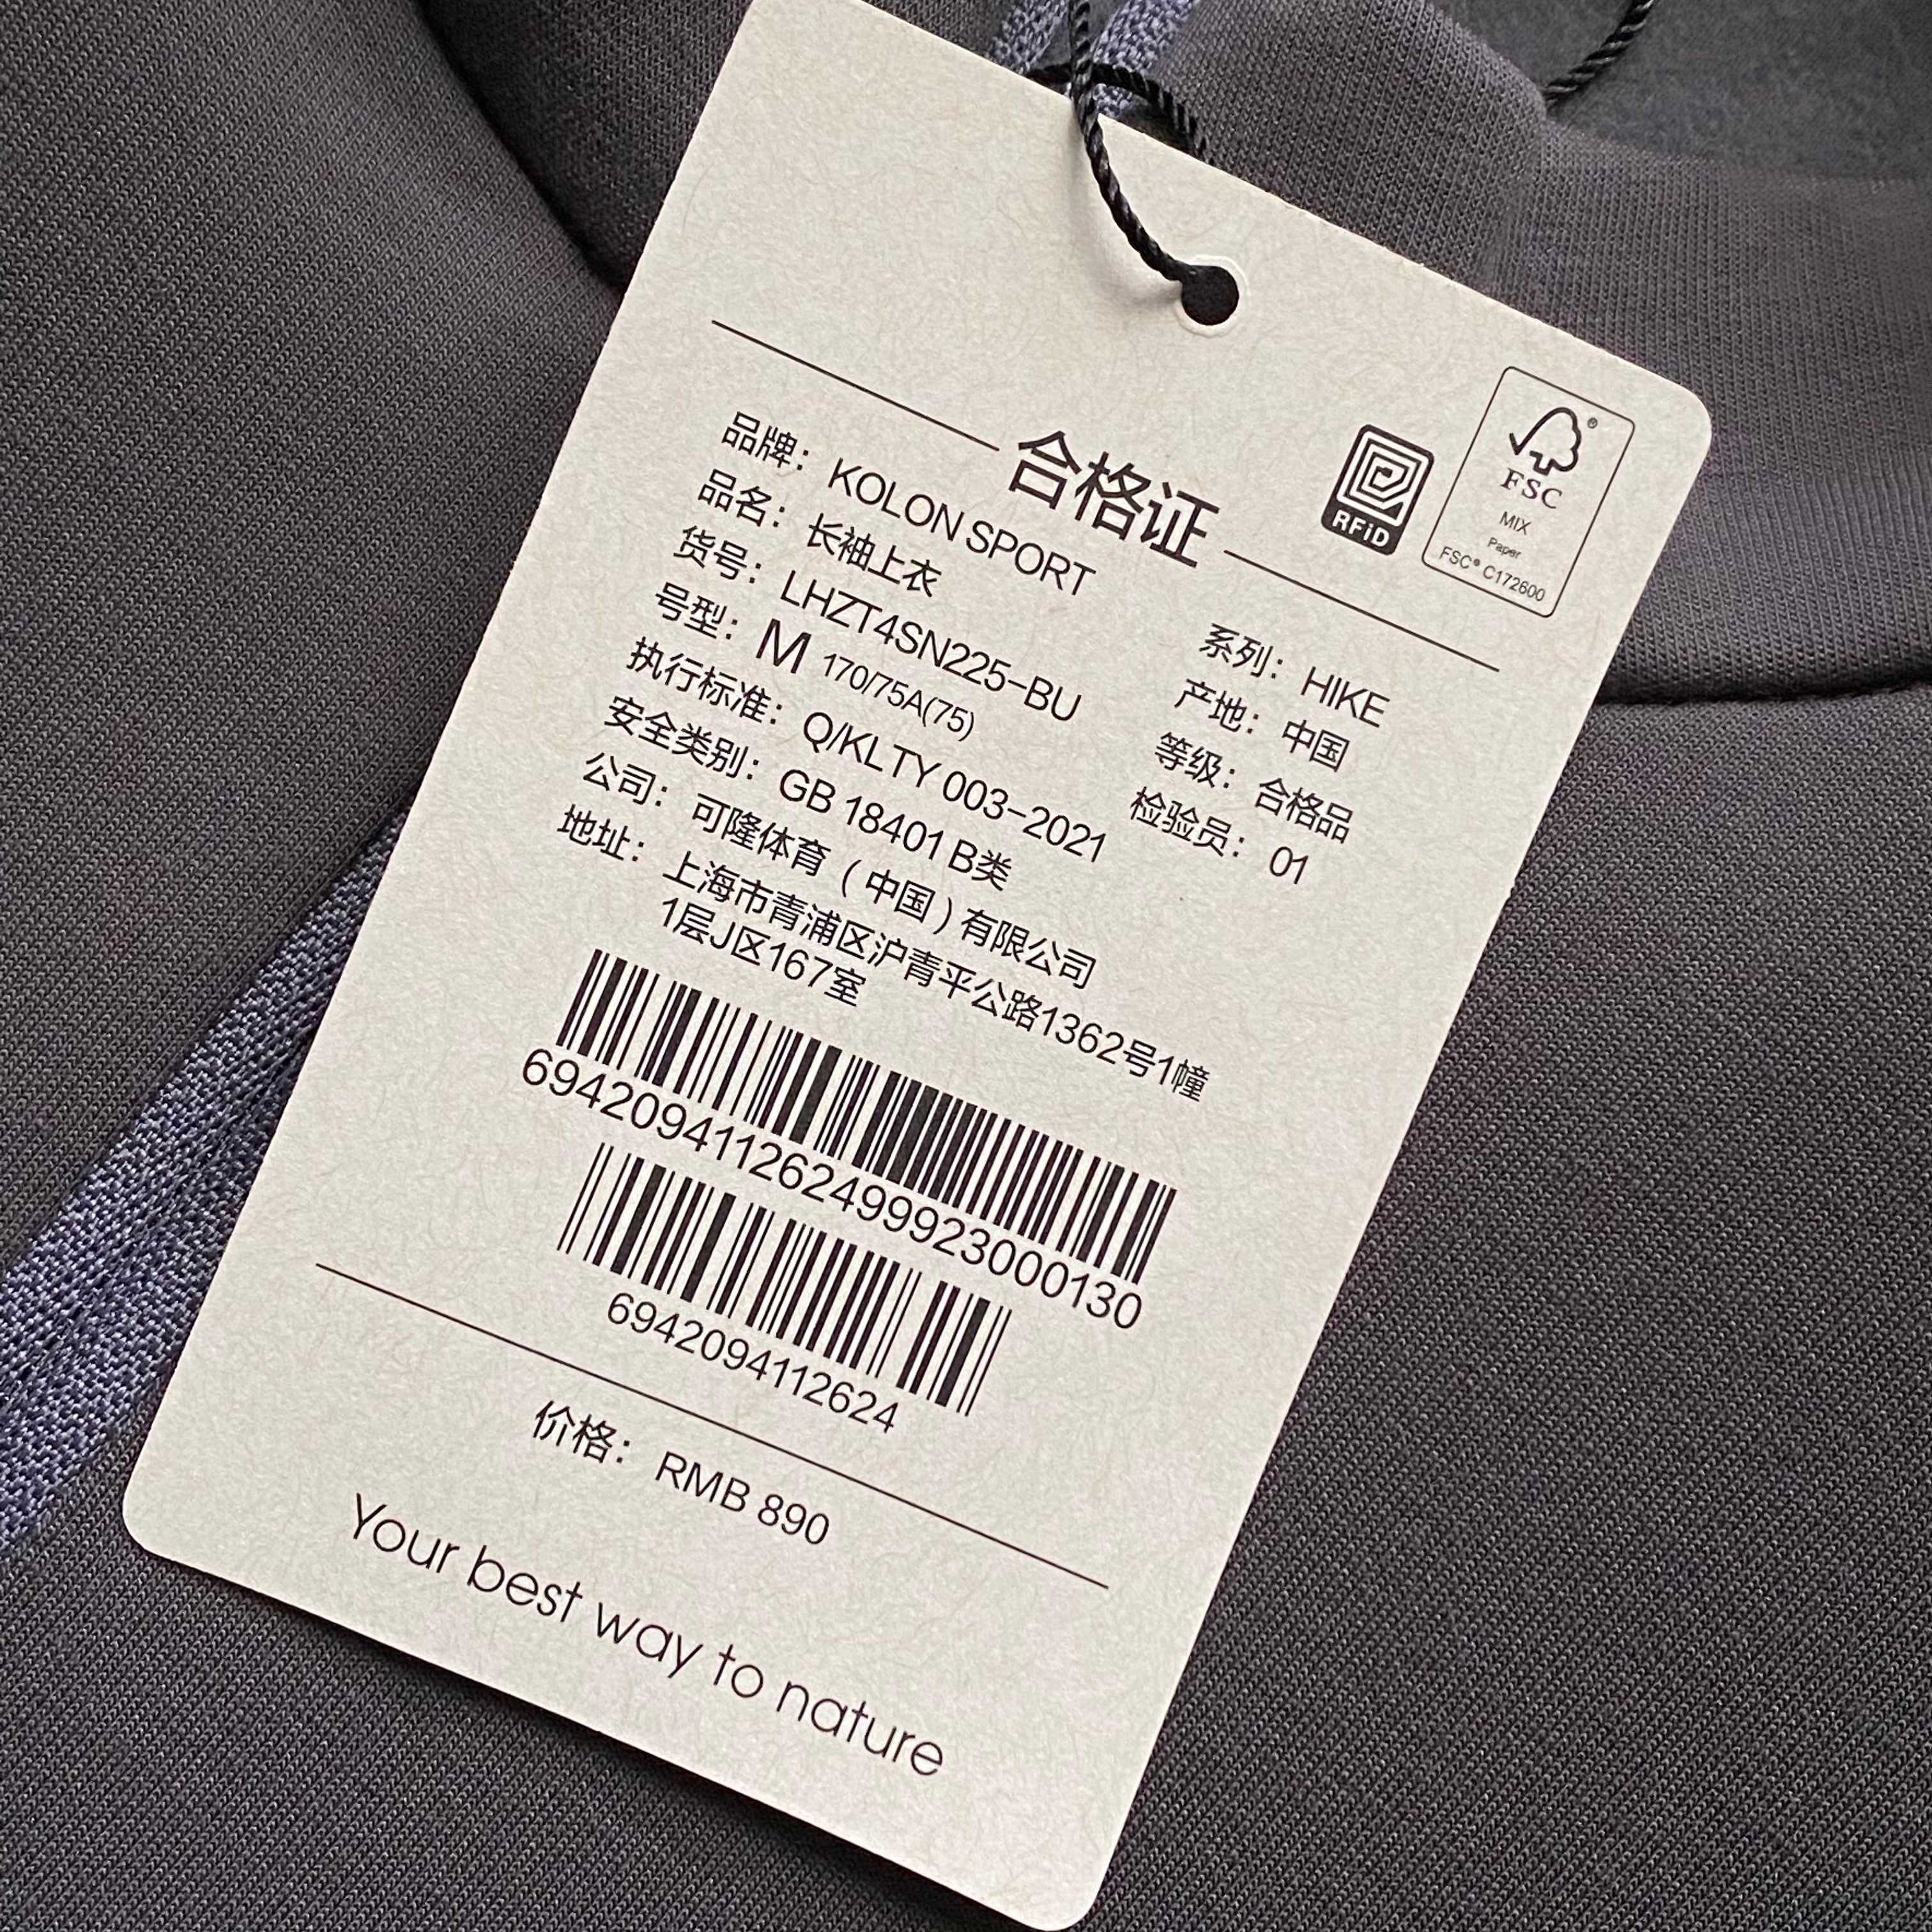 合格证
RFiD
FSC®
MIX
Paper
FSC® C172600
品牌：KOLON SPORT
品名：长袖上衣 系列：HIKE
货号：LHZT4SN225-BU 产地：中国
号型：M 170/75A(75) 等级：合格品
执行标准：Q/KLTY 003-2021 检验员：01
安全类别：GB 18401 B类
公司：可隆体育（中国）有限公司
地址：上海市青浦区沪青平公路1362号1幢
1层J区167室
6942094112624999230001​30
6942094112624
价格：RMB 890
Your best way to nature